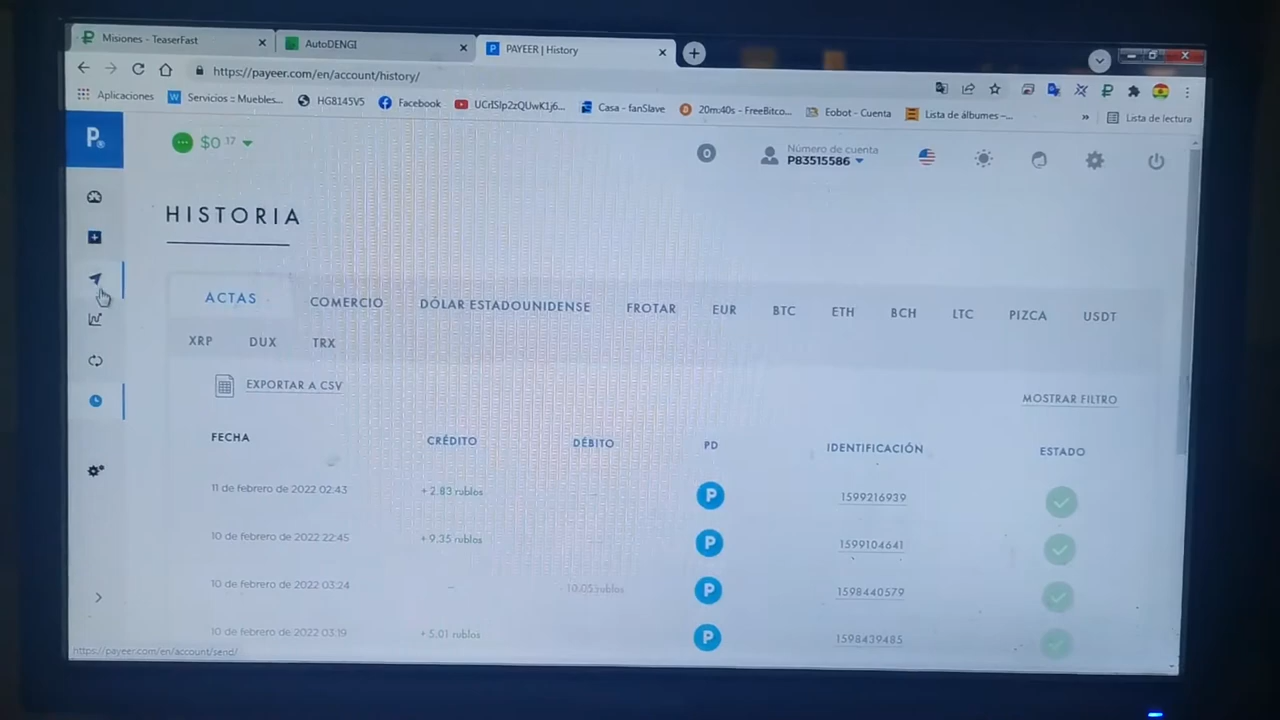 Misiones - TeaserFast
AutoDENGI
PAYEER | History
https://payeer.com/en/account/history/
Aplicaciones
Servicios :: Muebles...
HG8145V5
Facebook
UCrISlp2zQUwK1j6...
Casa - fanSlave
20m:40s - FreeBitco...
Eobot - Cuenta
Lista de álbumes –...
»
Lista de lectura
P
$0 17
0
Número de cuenta
P83515586
HISTORIA
ACTAS
COMERCIO
DÓLAR ESTADOUNIDENSE
FROTAR
EUR
BTC
ETH
BCH
LTC
PIZCA
USDT
XRP
DUX
TRX
EXPORTAR A CSV
MOSTRAR FILTRO
FECHA CRÉDITO DÉBITO PD IDENTIFICACIÓN ESTADO
11 de febrero de 2022 02:43 + 2.83 rublos P 1599216939
10 de febrero de 2022 22:45 + 9,35 rublos P 1599104641
10 de febrero de 2022 03:24 – - 10.05 rublos P 1598440579
10 de febrero de 2022 03:19 + 5.01 rublos P 1598439485
https://payeer.com/en/account/send/